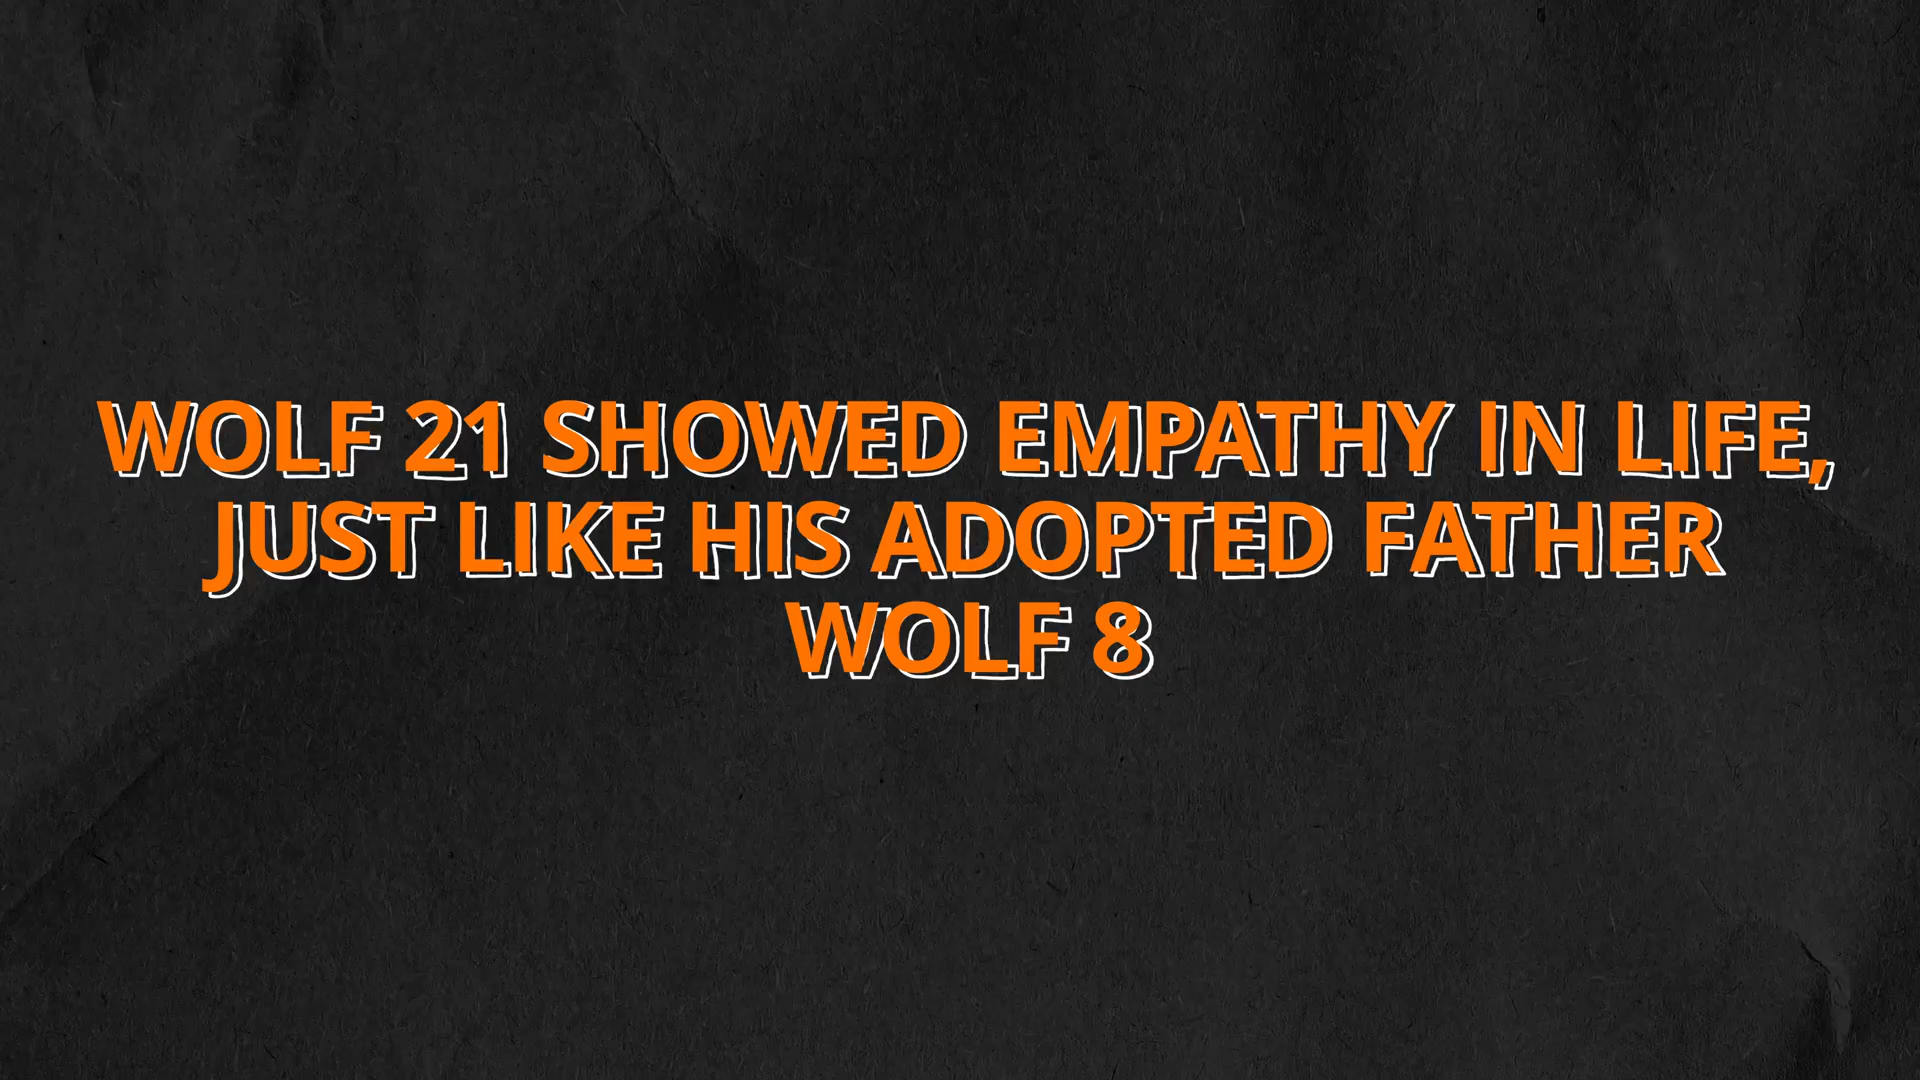 WOLF 21 SHOWED EMPATHY IN LIFE,
JUST LIKE HIS ADOPTED FATHER
WOLF 8